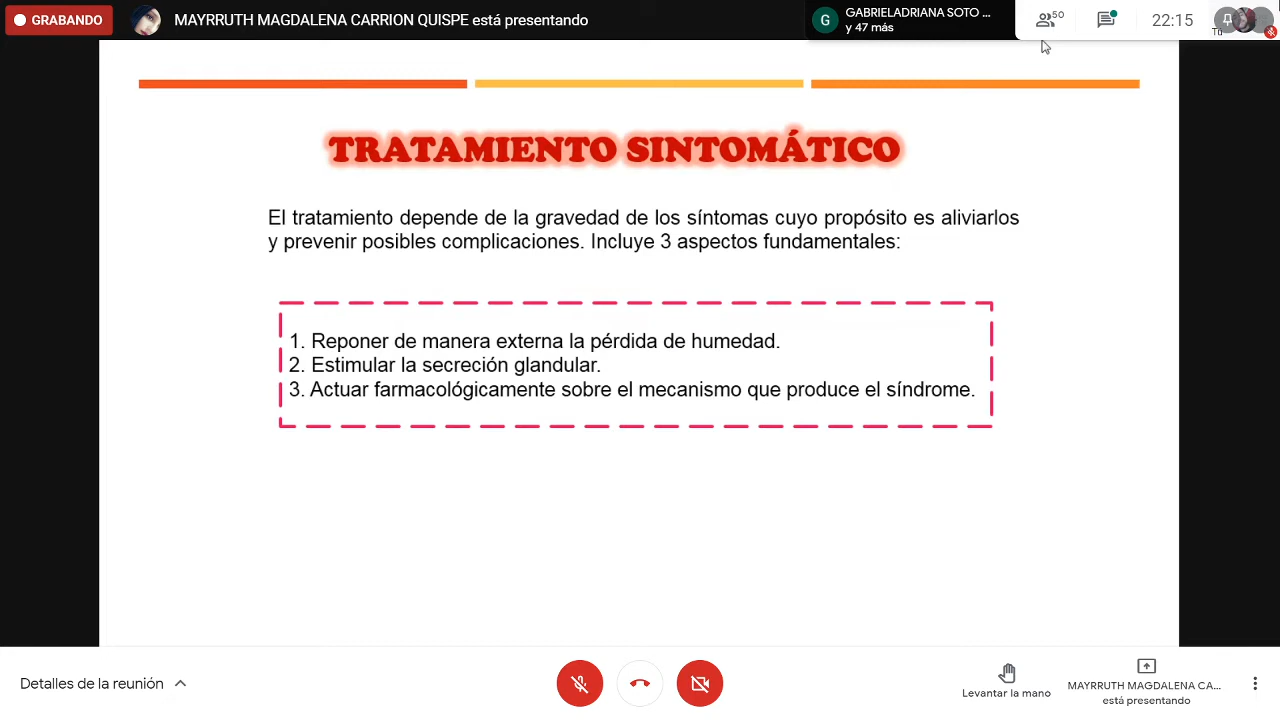 GRABANDO
MAYRRUTH MAGDALENA CARRION QUISPE está presentando
G
GABRIELADRIANA SOTO ...
y 47 más
50
22:15
Tú
TRATAMIENTO SINTOMÁTICO
El tratamiento depende de la gravedad de los síntomas cuyo propósito es aliviarlos
y prevenir posibles complicaciones. Incluye 3 aspectos fundamentales:
1. Reponer de manera externa la pérdida de humedad.
2. Estimular la secreción glandular.
3. Actuar farmacológicamente sobre el mecanismo que produce el síndrome.
Detalles de la reunión
Levantar la mano
MAYRRUTH MAGDALENA CA...
está presentando